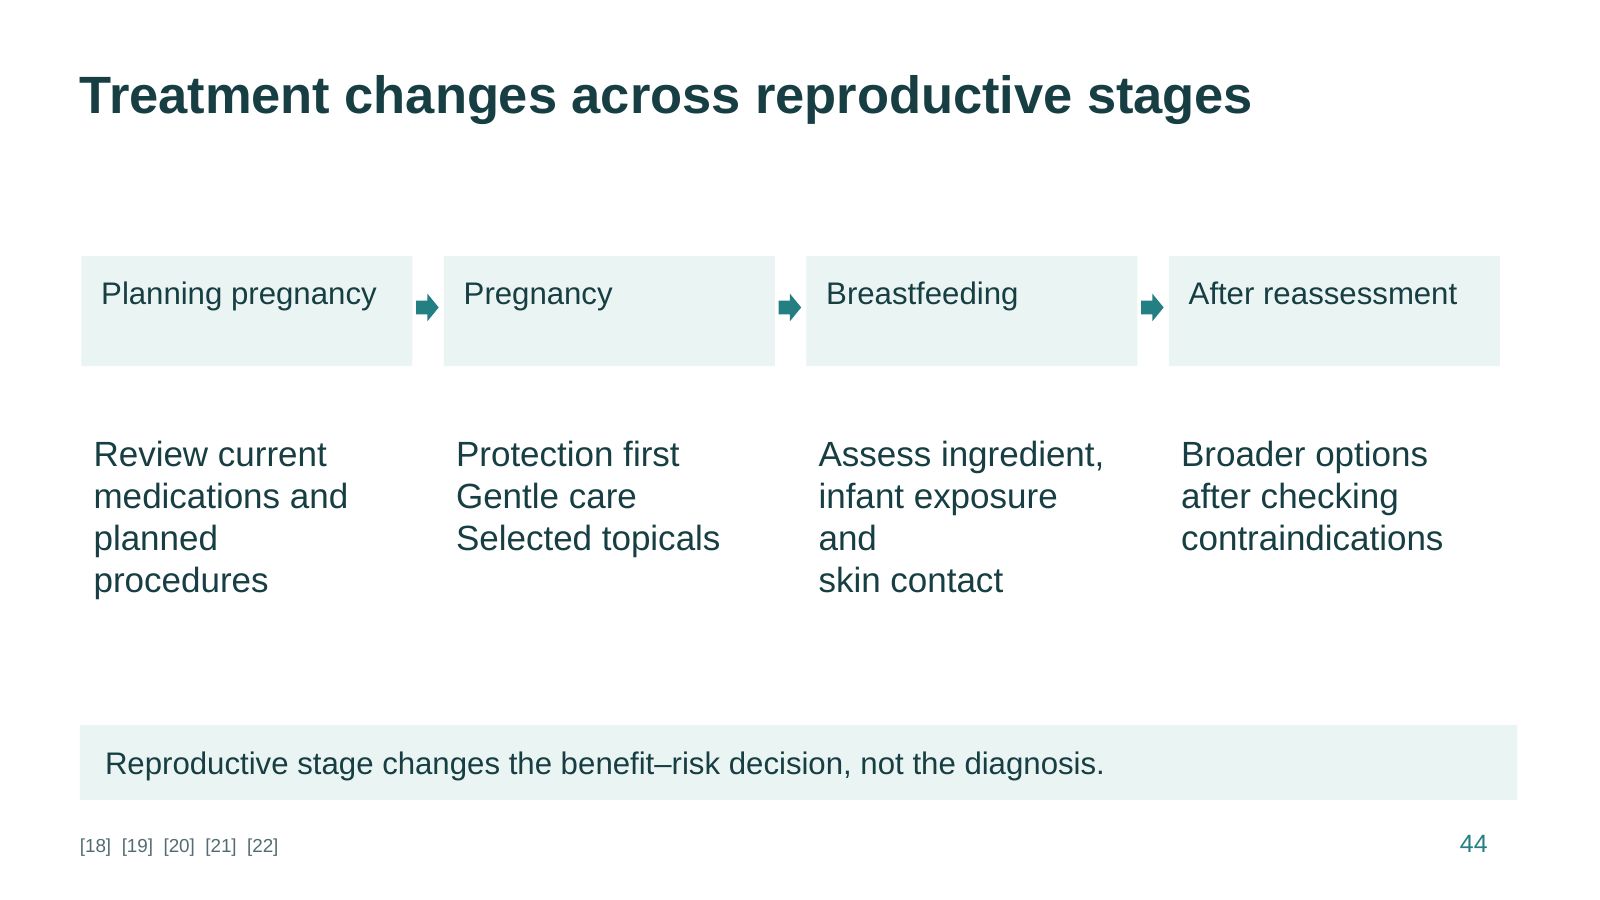 Treatment changes across reproductive stages
Planning pregnancy
Pregnancy
Breastfeeding
After reassessment
Review current
medications and
planned
procedures
Protection first
Gentle care
Selected topicals
Assess ingredient,
infant exposure
and
skin contact
Broader options
after checking
contraindications
Reproductive stage changes the benefit–risk decision, not the diagnosis.
[18] [19] [20] [21] [22]
44